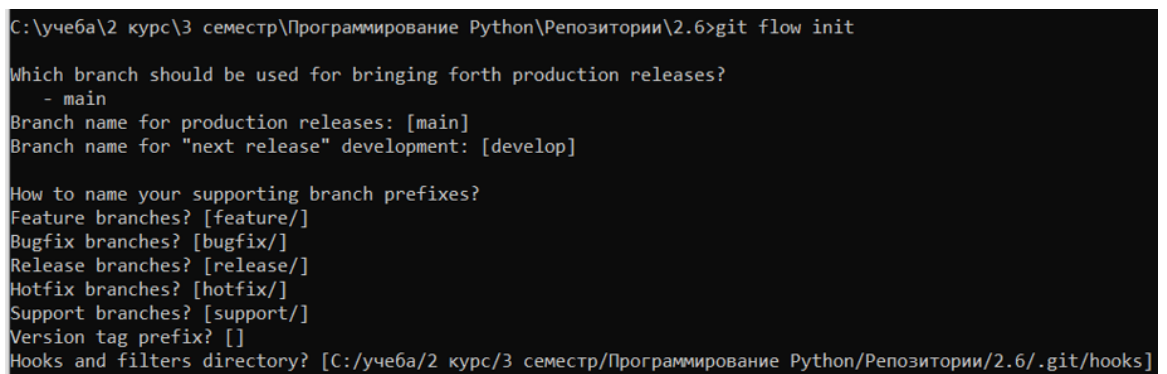 C:\учеба\2 курс\3 семестр\Программирование Python\Репозитории\2.6>git flow init
Which branch should be used for bringing forth production releases?
- main
Branch name for production releases: [main]
Branch name for "next release" development: [develop]
How to name your supporting branch prefixes?
Feature branches? [feature/]
Bugfix branches? [bugfix/]
Release branches? [release/]
Hotfix branches? [hotfix/]
Support branches? [support/]
Version tag prefix? []
Hooks and filters directory? [C:/учеба/2 курс/3 семестр/Программирование Python/Репозитории/2.6/.git/hooks]